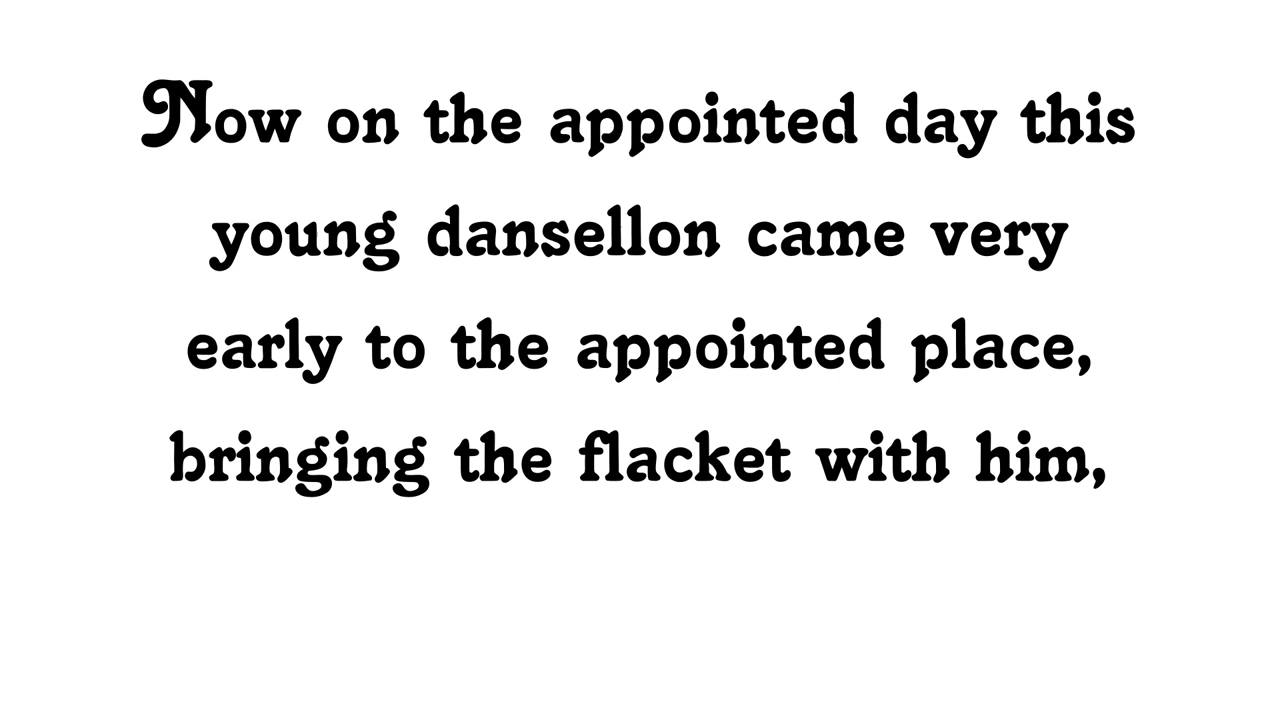 Now on the appointed day this
young dansellon came very
early to the appointed place,
bringing the flacket with him,